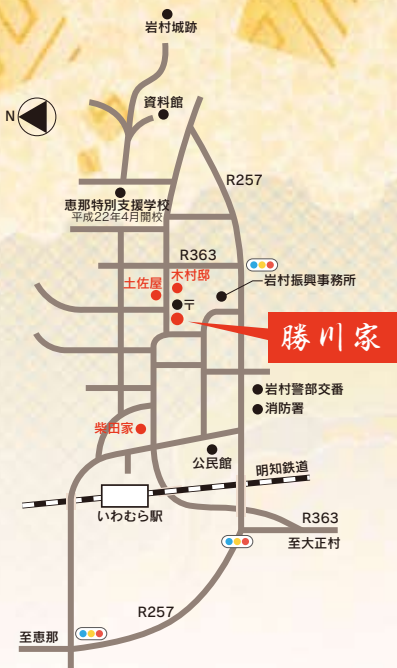 岩村城跡
資料館
N
R257
恵那特別支援学校
平成22年4月開校
R363
岩村振興事務所
木村邸
土佐屋
〒
勝川家
岩村警部交番
消防署
柴田家
公民館
明知鉄道
いわむら駅
R363
至大正村
R257
至恵那